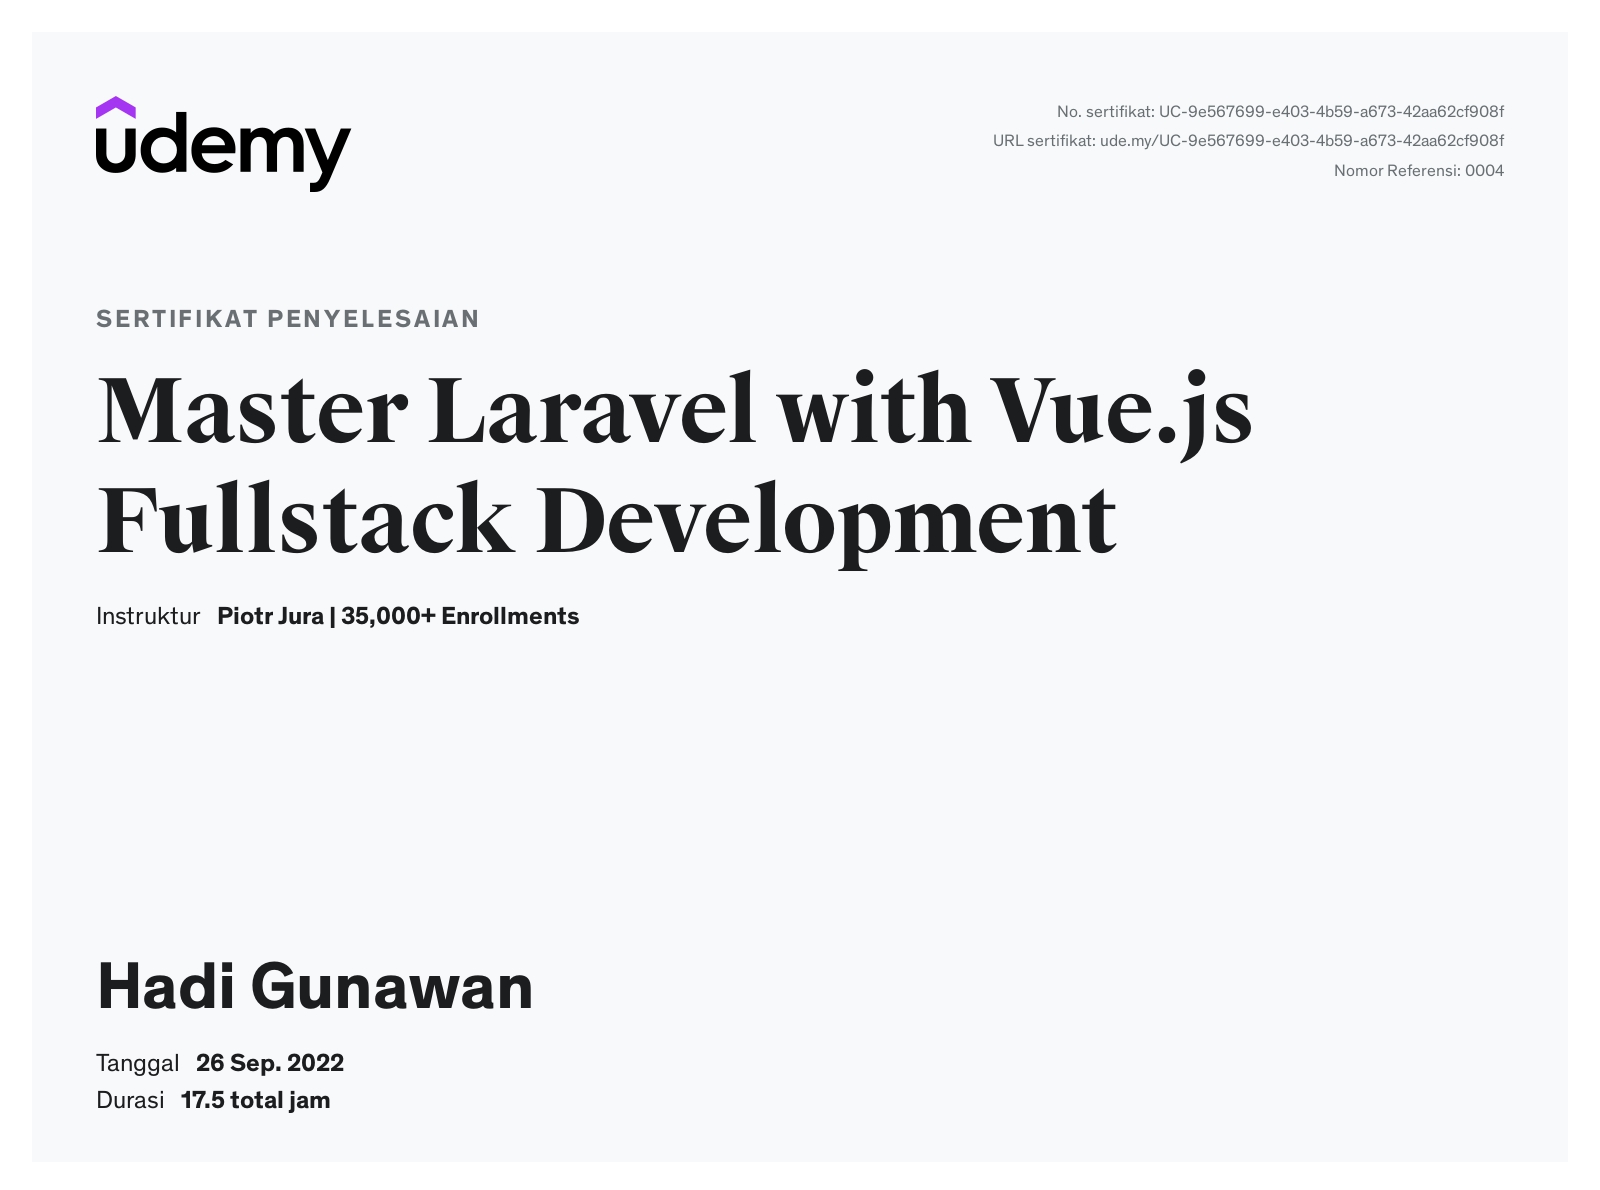 udemy
No. sertifikat: UC-9e567699-e403-4b59-a673-42aa62cf908f
URL sertifikat: ude.my/UC-9e567699-e403-4b59-a673-42aa62cf908f
Nomor Referensi: 0004
SERTIFIKAT PENYELESAIAN
Master Laravel with Vue.js
Fullstack Development
Instruktur Piotr Jura | 35,000+ Enrollments
Hadi Gunawan
Tanggal 26 Sep. 2022
Durasi 17.5 total jam